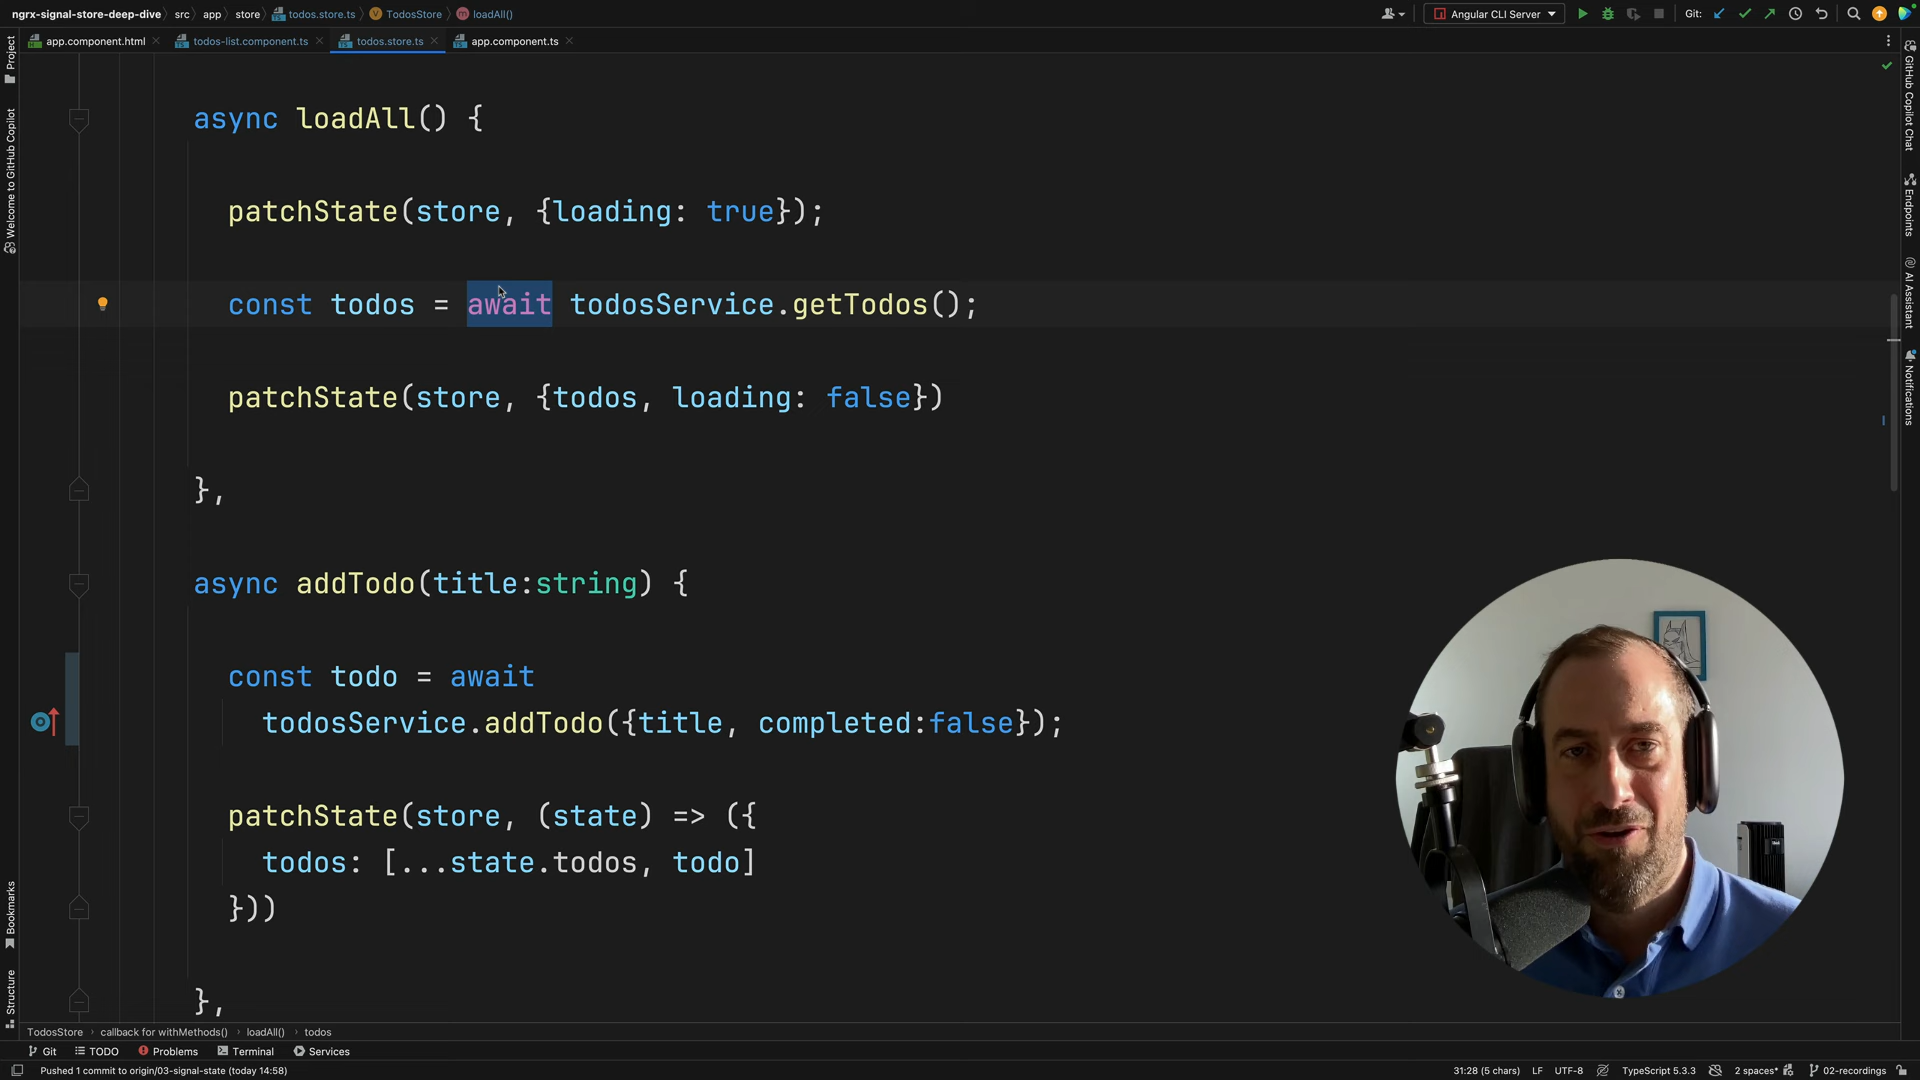 ngrx-signal-store-deep-dive › src › app › store › todos.store.ts › TodosStore › loadAll()
Angular CLI Server
Git:
app.component.html
todos-list.component.ts
todos.store.ts
app.component.ts
Project
Welcome to GitHub Copilot
Bookmarks
Structure
async loadAll() {
patchState(store, {loading: true});
const todos = await todosService.getTodos();
patchState(store, {todos, loading: false})
},
async addTodo(title:string) {
const todo = await
todosService.addTodo({title, completed:false});
patchState(store, (state) => ({
todos: [...state.todos, todo]
}))
},
GitHub Copilot Chat
Endpoints
AI Assistant
Notifications
TodosStore › callback for withMethods() › loadAll() › todos
Git
TODO
Problems
Terminal
Services
Pushed 1 commit to origin/03-signal-state (today 14:58)
31:28 (5 chars)
LF
UTF-8
TypeScript 5.3.3
2 spaces*
02-recordings